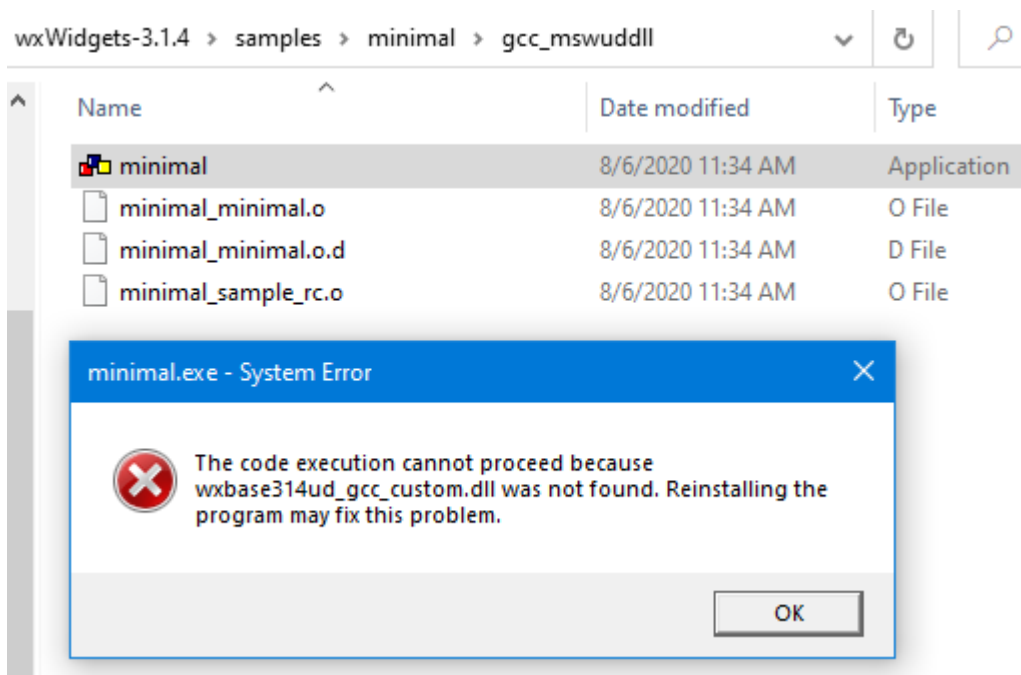 wxWidgets-3.1.4 > samples > minimal > gcc_mswuddll
Name Date modified Type
minimal 8/6/2020 11:34 AM Application
minimal_minimal.o 8/6/2020 11:34 AM O File
minimal_minimal.o.d 8/6/2020 11:34 AM D File
minimal_sample_rc.o 8/6/2020 11:34 AM O File
minimal.exe - System Error
The code execution cannot proceed because
wxbase314ud_gcc_custom.dll was not found. Reinstalling the
program may fix this problem.
OK